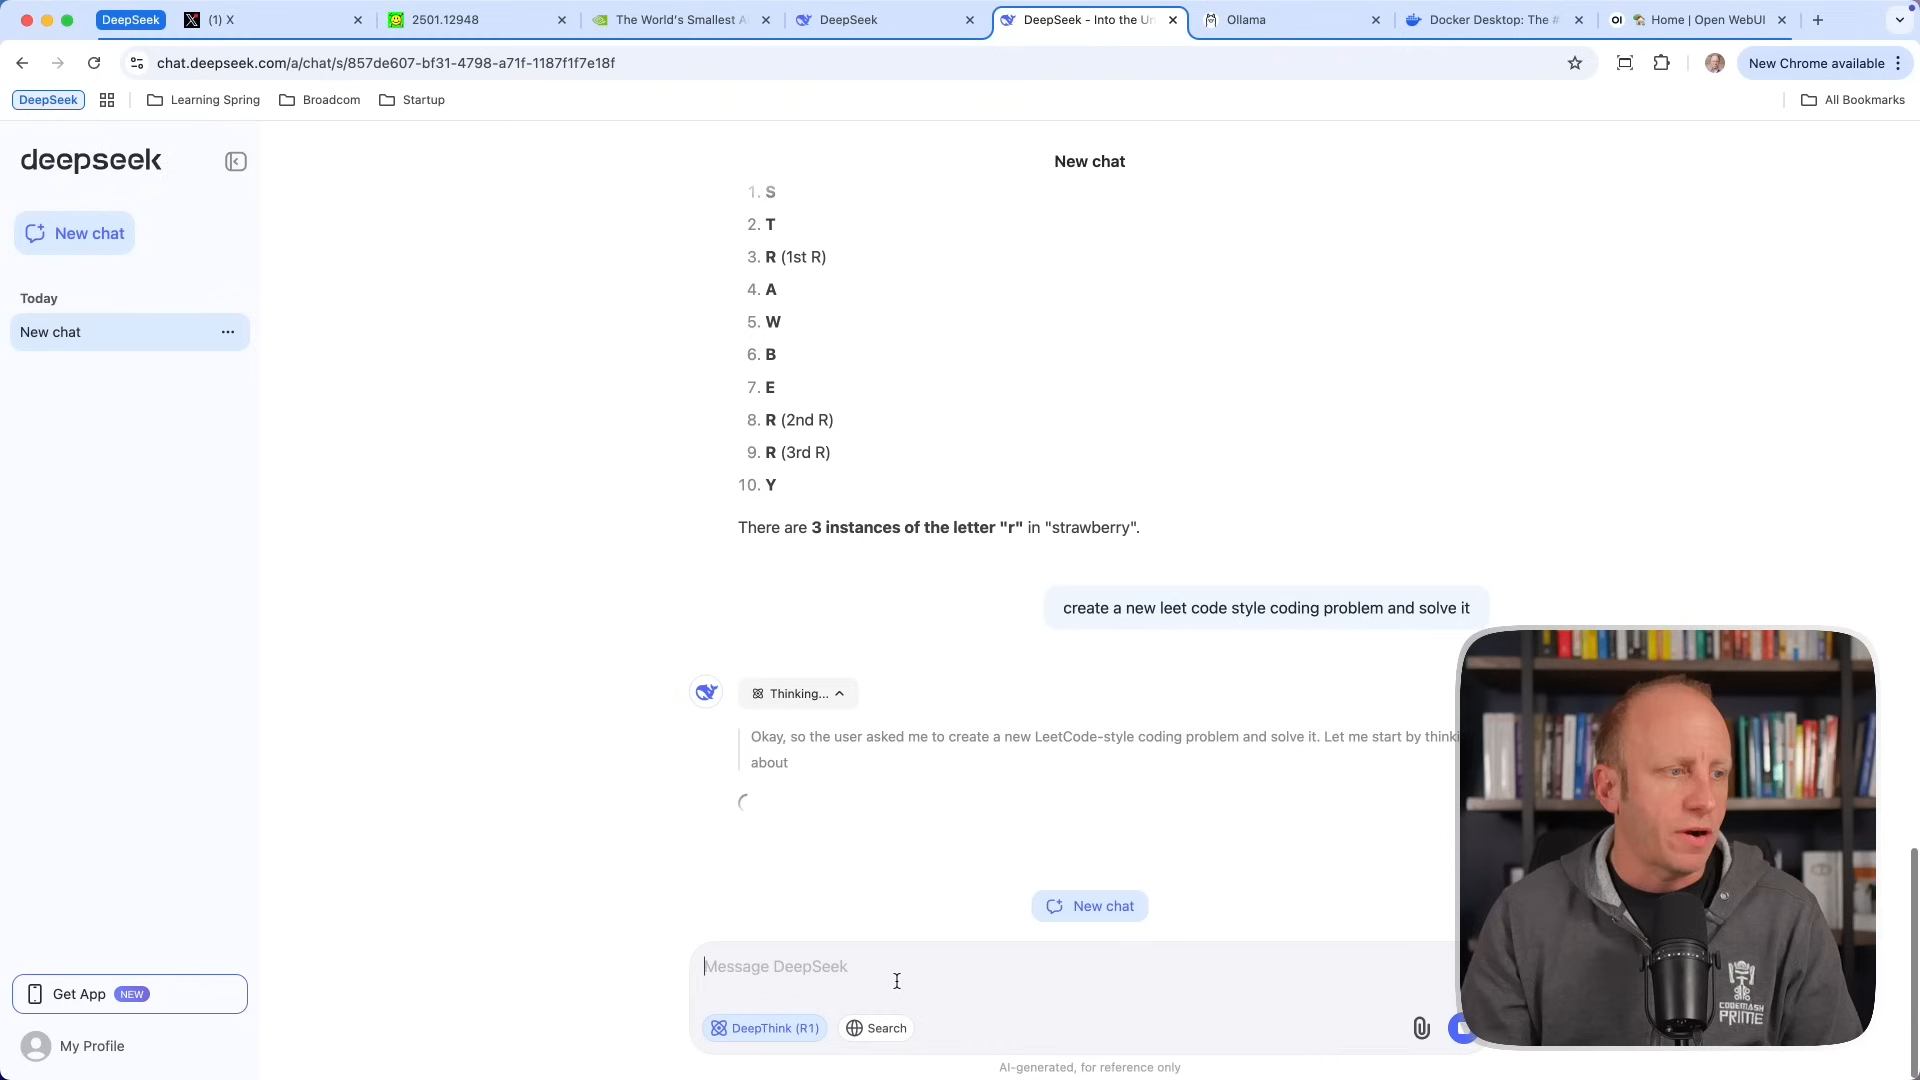 DeepSeek
(1) X
2501.12948
The World's Smallest A
DeepSeek
DeepSeek - Into the Un
Ollama
Docker Desktop: The #
OI
Home | Open WebUI
chat.deepseek.com/a/chat/s/857de607-bf31-4798-a71f-1187f1f7e18f
New Chrome available
DeepSeek
Learning Spring
Broadcom
Startup
All Bookmarks
deepseek
New chat
Today
New chat
Get App NEW
My Profile
New chat
1. S
2. T
3. R (1st R)
4. A
5. W
6. B
7. E
8. R (2nd R)
9. R (3rd R)
10. Y
There are 3 instances of the letter "r" in "strawberry".
create a new leet code style coding problem and solve it
Thinking...
Okay, so the user asked me to create a new LeetCode-style coding problem and solve it. Let me start by thinki
about
New chat
Message DeepSeek
DeepThink (R1)
Search
AI-generated, for reference only
CODEMASH
PRIME